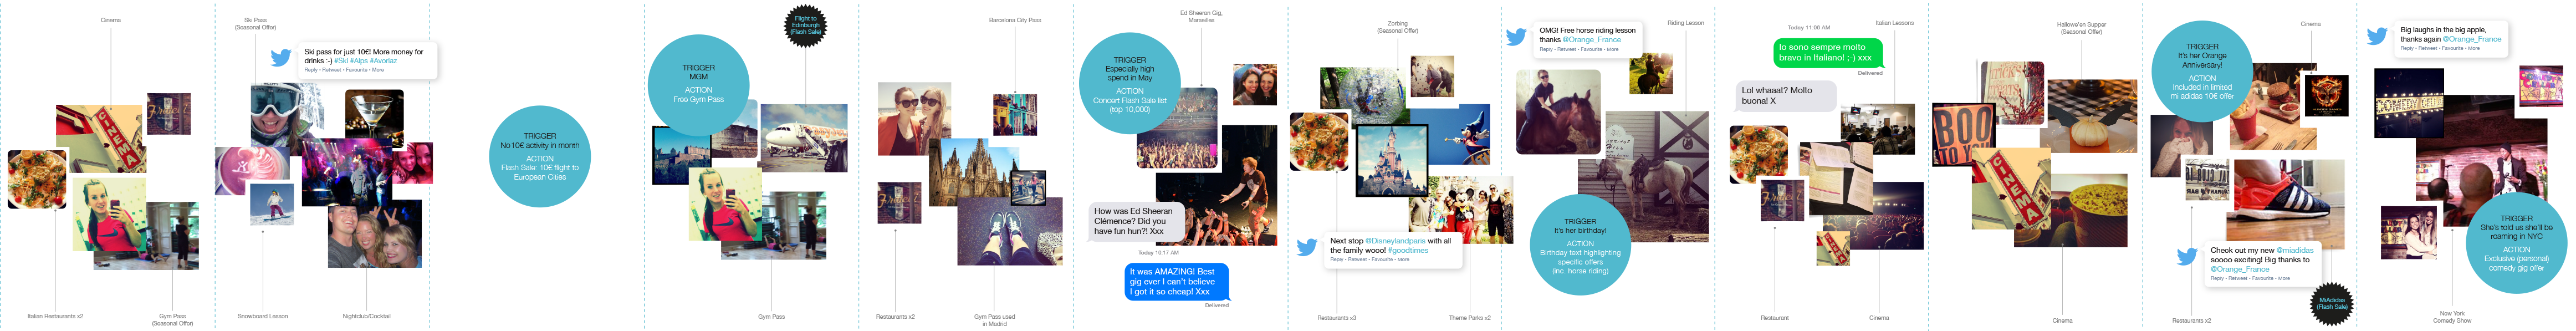 Cinema
CINEMA
Italian Restaurants x2
Gym Pass
(Seasonal Offer)
Ski Pass
(Seasonal Offer)
Ski pass for just 10€! More money for
drinks :-) #Ski #Alps #Avoriaz
Reply • Retweet • Favourite • More
Snowboard Lesson
Nightclub/Cocktail
TRIGGER
No10€ activity in month
ACTION
Flash Sale: 10€ flight to
European Cities
Flight to
Edinburgh
(Flash Sale)
TRIGGER
MGM
ACTION
Free Gym Pass
Gym Pass
Barcelona City Pass
Restaurants x2
Gym Pass used
in Madrid
Ed Sheeran Gig,
Marseilles
TRIGGER
Especially high
spend in May
ACTION
Concert Flash Sale list
(top 10,000)
How was Ed Sheeran
Clémence? Did you
have fun hun?! Xxx
Today 10:17 AM
It was AMAZING! Best
gig ever I can't believe
I got it so cheap! Xxx
Delivered
Zorbing
(Seasonal Offer)
Next stop @Disneylandparis with all
the family wooo! #goodtimes
Reply • Retweet • Favourite • More
Restaurants x3
Theme Parks x2
OMG! Free horse riding lesson
thanks @Orange_France
Reply • Retweet • Favourite • More
Riding Lesson
TRIGGER
It's her birthday!
ACTION
Birthday text highlighting
specific offers
(inc. horse riding)
Today 11:06 AM
Italian Lessons
Io sono sempre molto
bravo in Italiano! ;-) xxx
Delivered
Lol whaaat? Molto
buona! X
CINEMA
Restaurant
Cinema
Hallowe'en Supper
(Seasonal Offer)
BOO
TO YOU
CINEMA
Cinema
TRIGGER
It's her Orange
Anniversary!
ACTION
Included in limited
mi adidas 10€ offer
Cinema
Check out my new @miadidas
soooo exciting! Big thanks to
@Orange_France
Reply • Retweet • Favourite • More
MiAdidas
(Flash Sale)
Restaurants x2
Big laughs in the big apple,
thanks again @Orange_France
Reply • Retweet • Favourite • More
TRIGGER
She's told us she'll be
roaming in NYC
ACTION
Exclusive (personal)
comedy gig offer
New York
Comedy Show